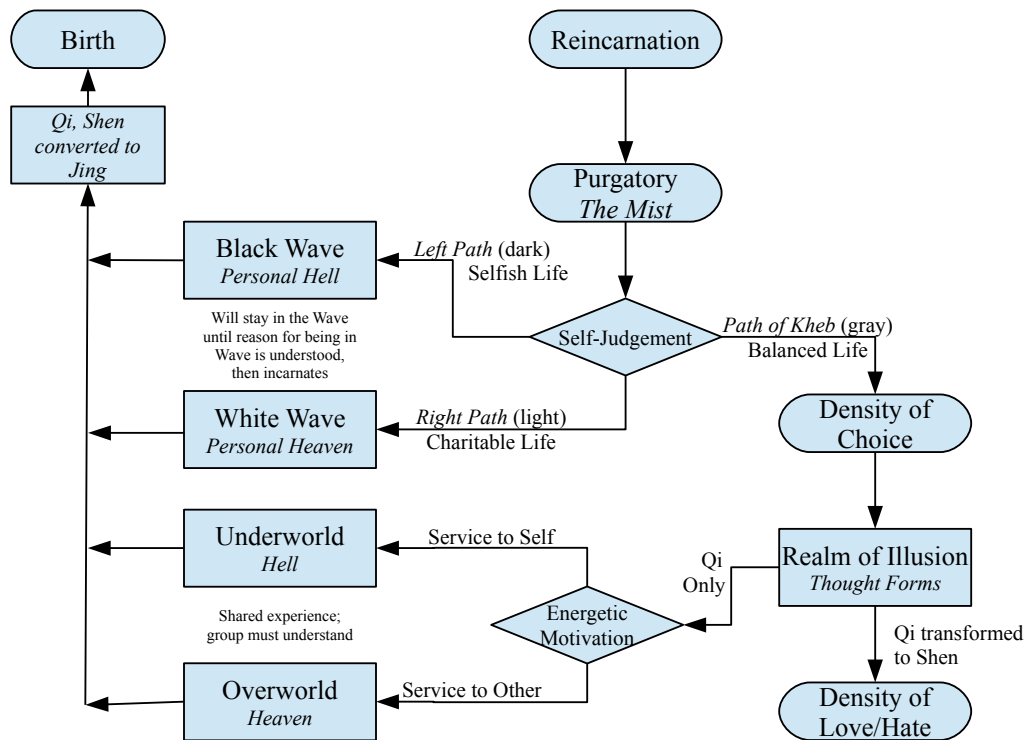 Birth
Reincarnation
Qi, Shen
converted to
Jing
Purgatory
The Mist
Black Wave
Personal Hell
Left Path (dark)
Selfish Life
Will stay in the Wave
until reason for being in
Wave is understood,
then incarnates
Self-Judgement
Path of Kheb (gray)
Balanced Life
White Wave
Personal Heaven
Right Path (light)
Charitable Life
Density of
Choice
Underworld
Hell
Service to Self
Qi
Only
Realm of Illusion
Thought Forms
Shared experience;
group must understand
Energetic
Motivation
Qi transformed
to Shen
Overworld
Heaven
Service to Other
Density of
Love/Hate